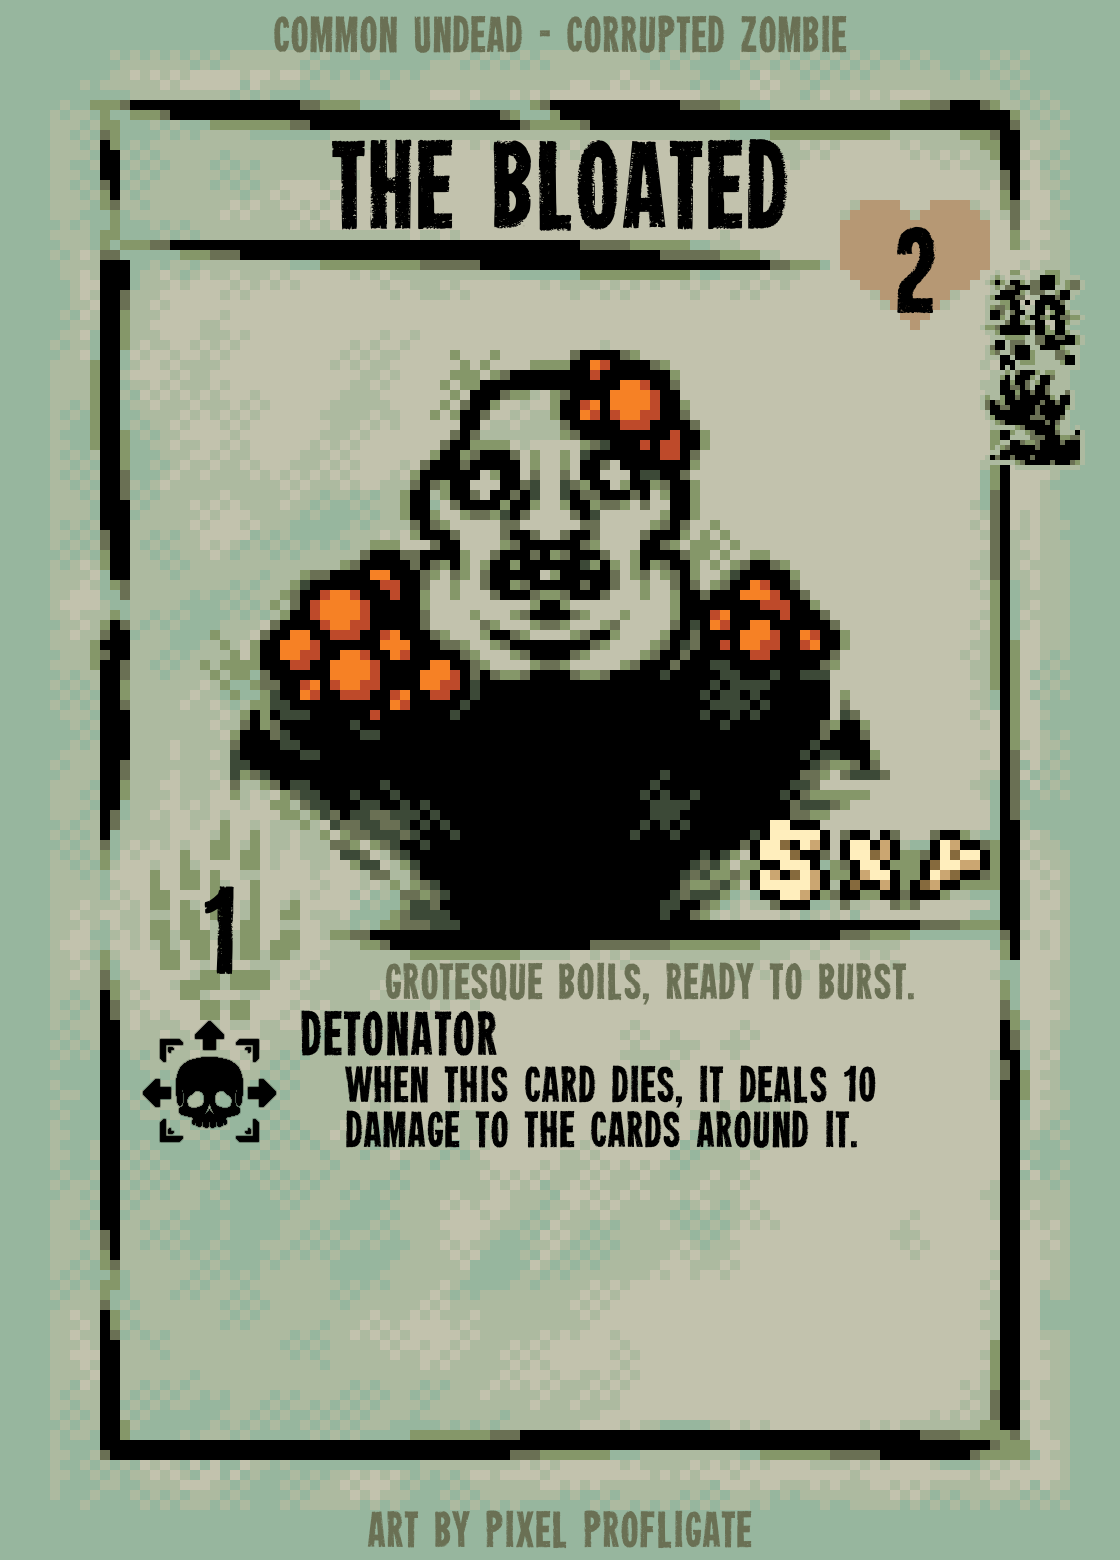 COMMON UNDEAD - CORRUPTED ZOMBIE
THE BLOATED
2
1
GROTESQUE BOILS, READY TO BURST.
DETONATOR
WHEN THIS CARD DIES, IT DEALS 10
DAMAGE TO THE CARDS AROUND IT.
ART BY PIXEL PROFLIGATE